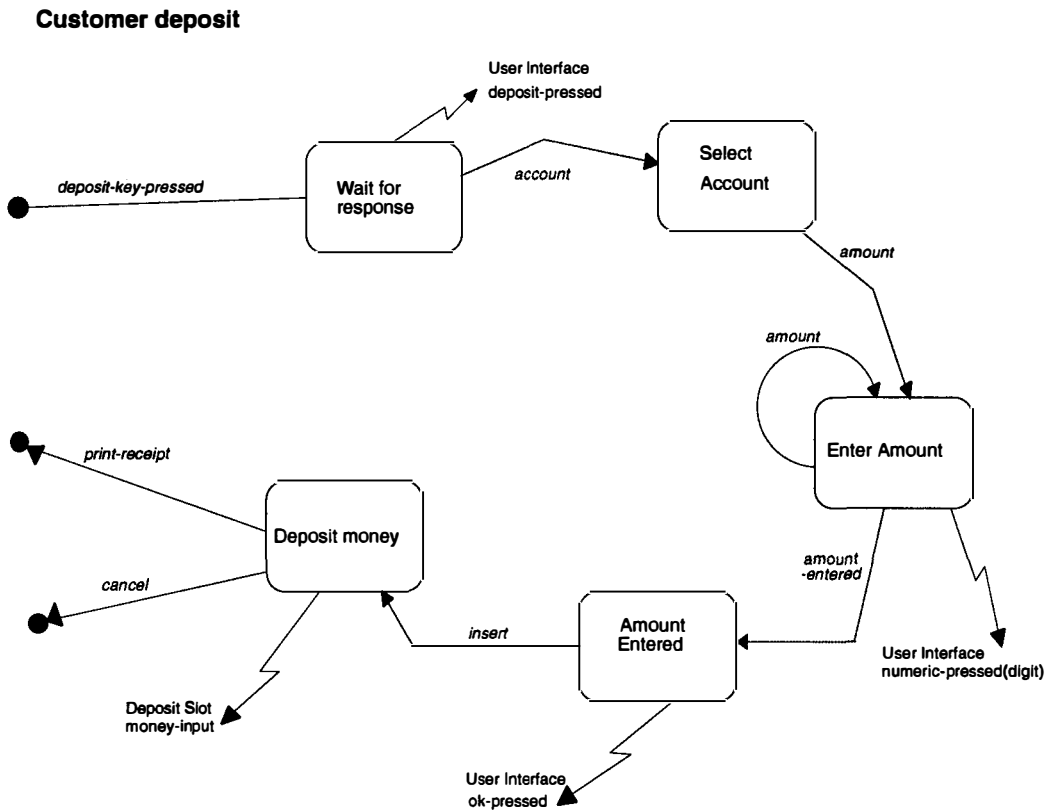 Customer deposit
User Interface
deposit-pressed
deposit-key-pressed
Wait for
response
account
Select
Account
amount
amount
Enter Amount
print-receipt
Deposit money
cancel
amount
-entered
Amount
Entered
insert
User Interface
numeric-pressed(digit)
Deposit Slot
money-input
User Interface
ok-pressed